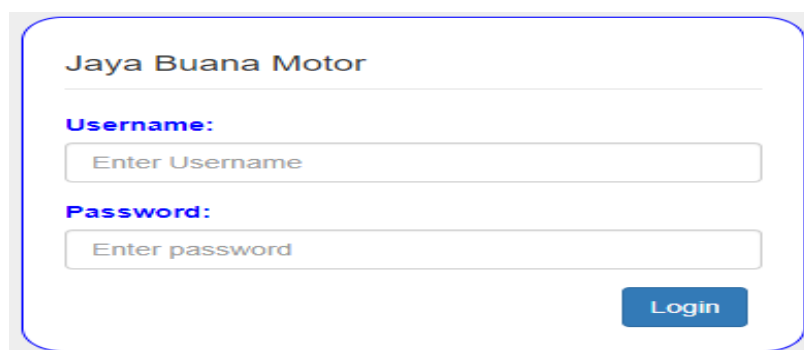 Jaya Buana Motor
Username:
Enter Username
Password:
Enter password
Login